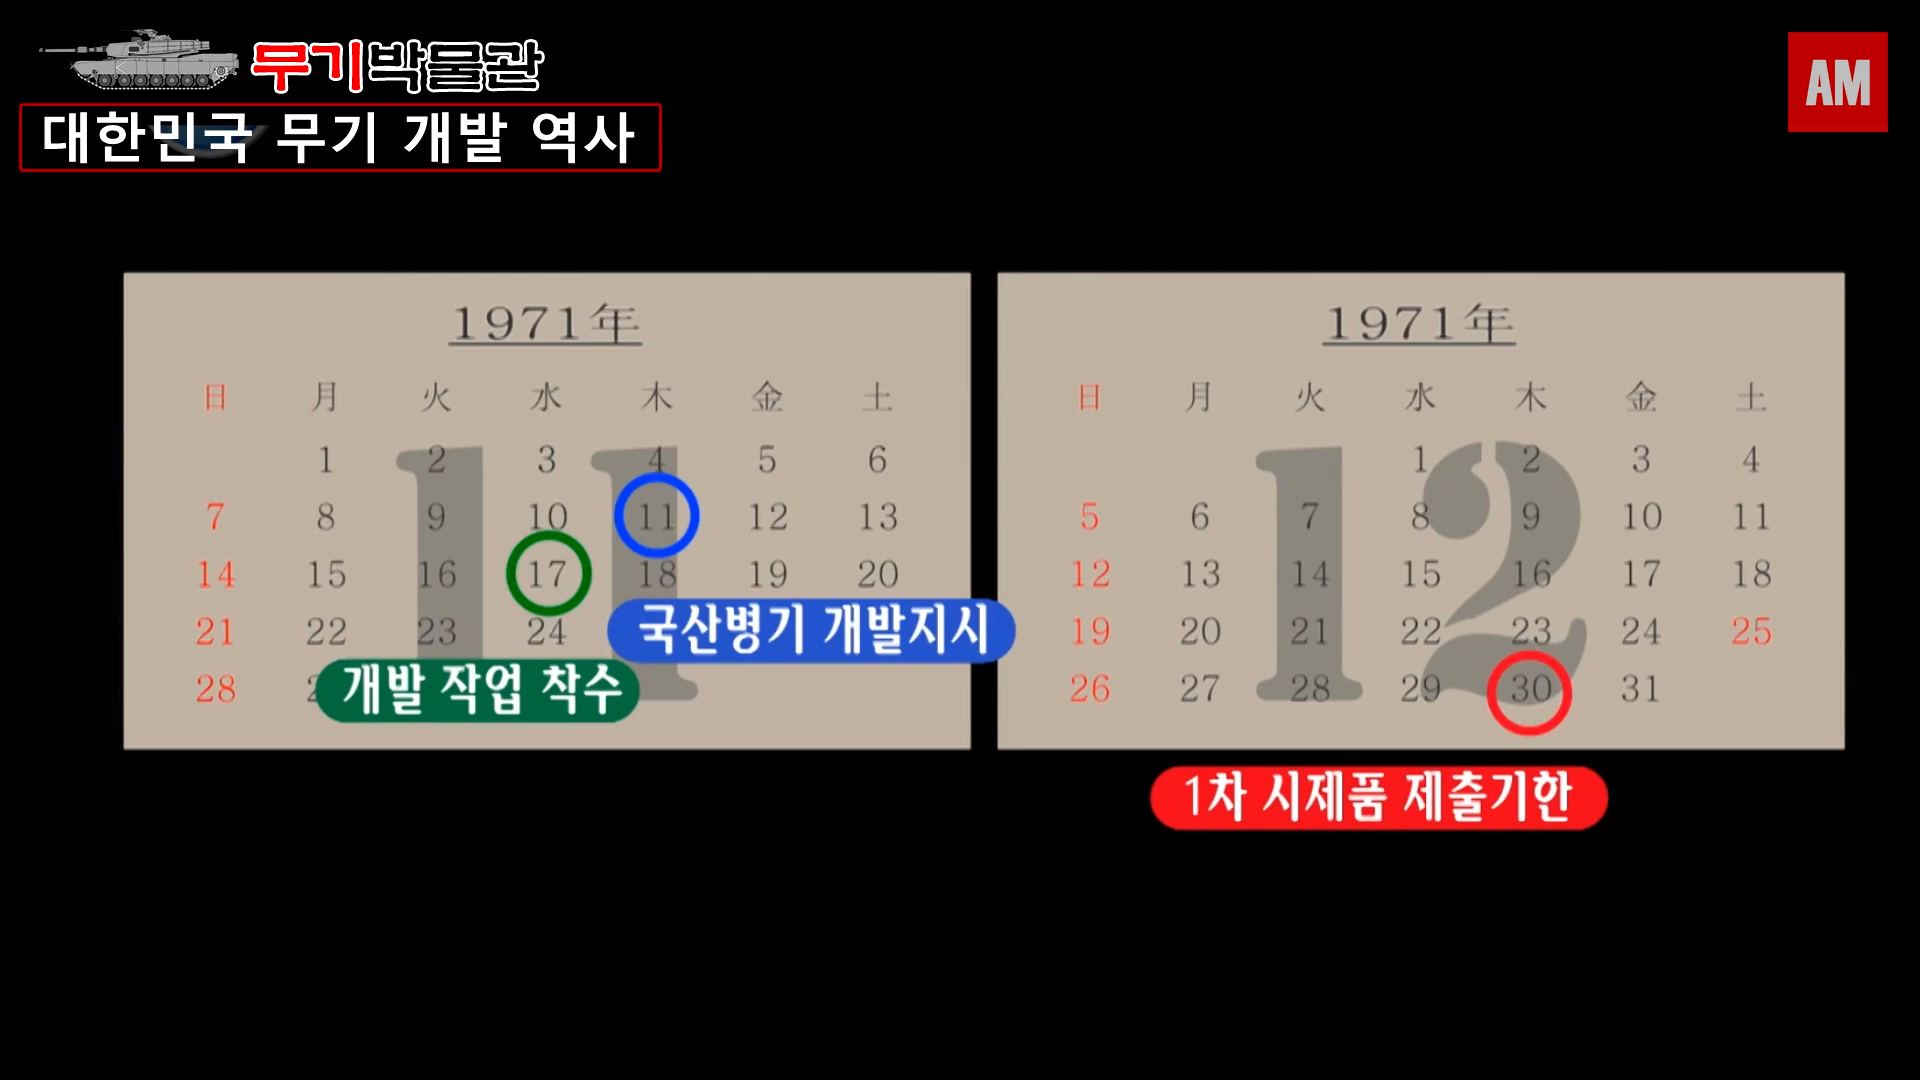 무기박물관
대한민국 무기 개발 역사
AM
1971年
日 月 火 水 木 金 土
11
1 2 3 4 5 6
7 8 9 10 11 12 13
14 15 16 17 18 19 20
21 22 23 24
국산병기 개발지시
28
개발 작업 착수
1971年
日 月 火 水 木 金 土
12
1 2 3 4
5 6 7 8 9 10 11
12 13 14 15 16 17 18
19 20 21 22 23 24 25
26 27 28 29 30 31
1차 시제품 제출기한